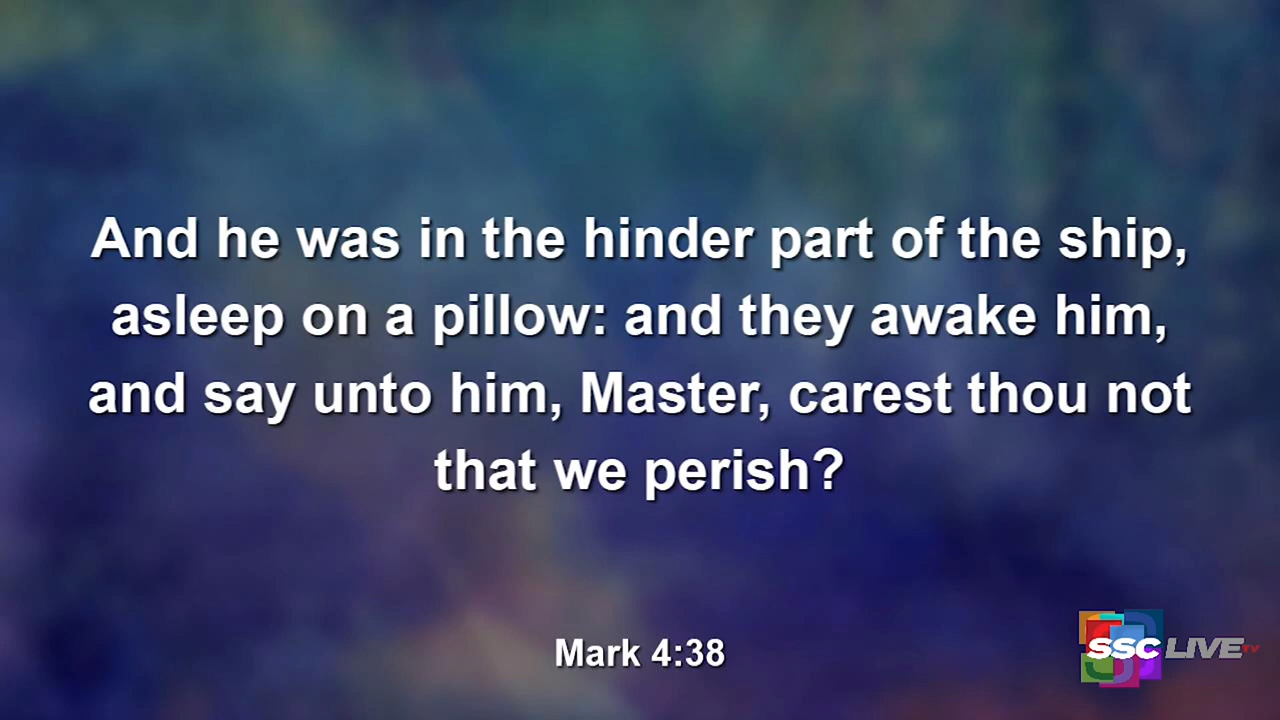 And he was in the hinder part of the ship,
asleep on a pillow: and they awake him,
and say unto him, Master, carest thou not
that we perish?
Mark 4:38
SSC LIVE TV